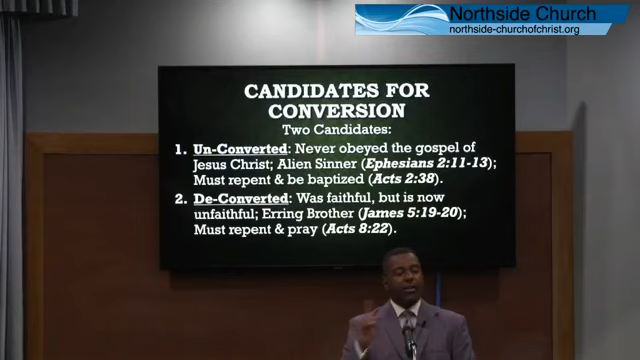 Northside Church
northside-churchofchrist.org
CANDIDATES FOR
CONVERSION
Two Candidates:
1. Un-Converted: Never obeyed the gospel of
Jesus Christ; Alien Sinner (Ephesians 2:11-13);
Must repent & be baptized (Acts 2:38).
2. De-Converted: Was faithful, but is now
unfaithful; Erring Brother (James 5:19-20);
Must repent & pray (Acts 8:22).